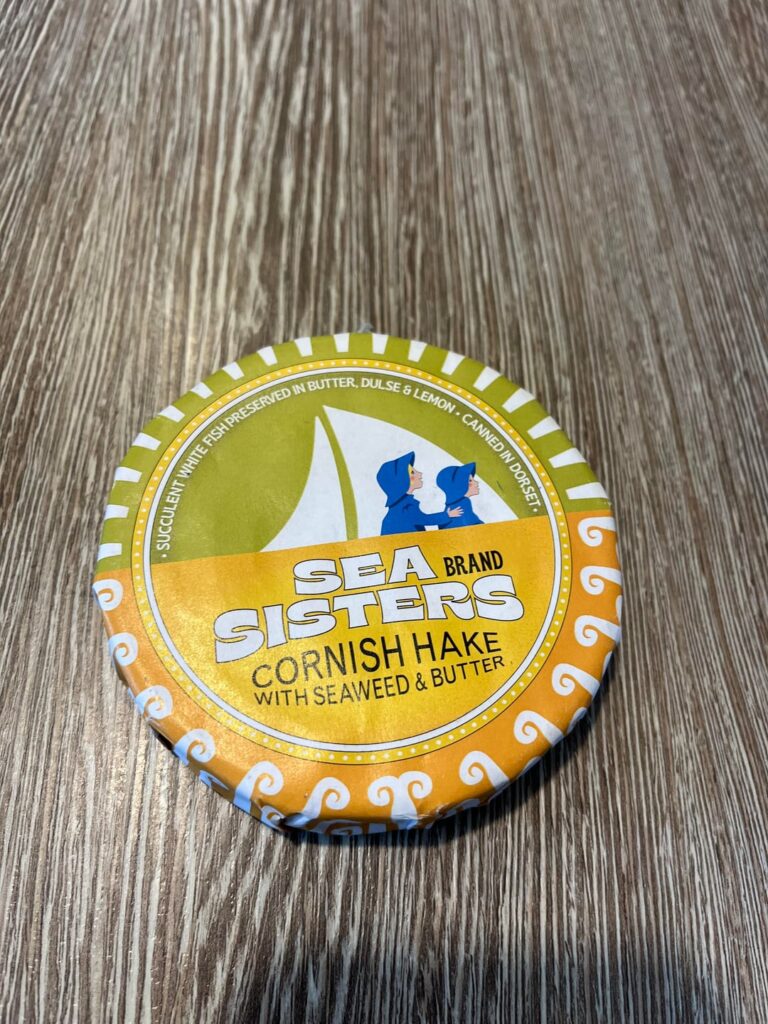 · SUCCULENT WHITE FISH PRESERVED IN BUTTER, DULSE & LEMON · CANNED IN DORSET ·
SEA BRAND
SISTERS
CORNISH HAKE
WITH SEAWEED & BUTTER